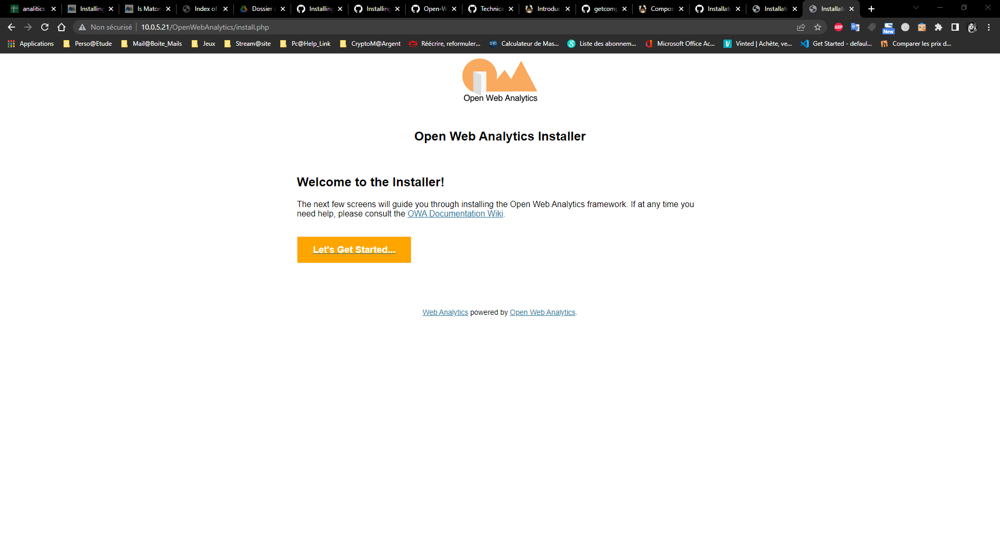 analitics
Installing
Is Matom
Index of
Dossier
Installing
Installing
Open-W
Technica
Introduc
getcomp
Compos
Installati
Installati
Installati
Non sécurisé
10.0.5.21/OpenWebAnalytics/install.php
ABP
New
Applications
Perso@Etude
Mail@Boite_Mails
Jeux
Stream@site
Pc@Help_Link
CryptoM@Argent
Réécrire, reformuler...
Calculateur de Mas...
Liste des abonnem...
Microsoft Office Ac...
Vinted | Achète, ve...
Get Started - defaul...
Comparer les prix d...
Open Web Analytics
Open Web Analytics Installer
Welcome to the Installer!
The next few screens will guide you through installing the Open Web Analytics framework. If at any time you
need help, please consult the OWA Documentation Wiki.
Let's Get Started...
Web Analytics powered by Open Web Analytics.